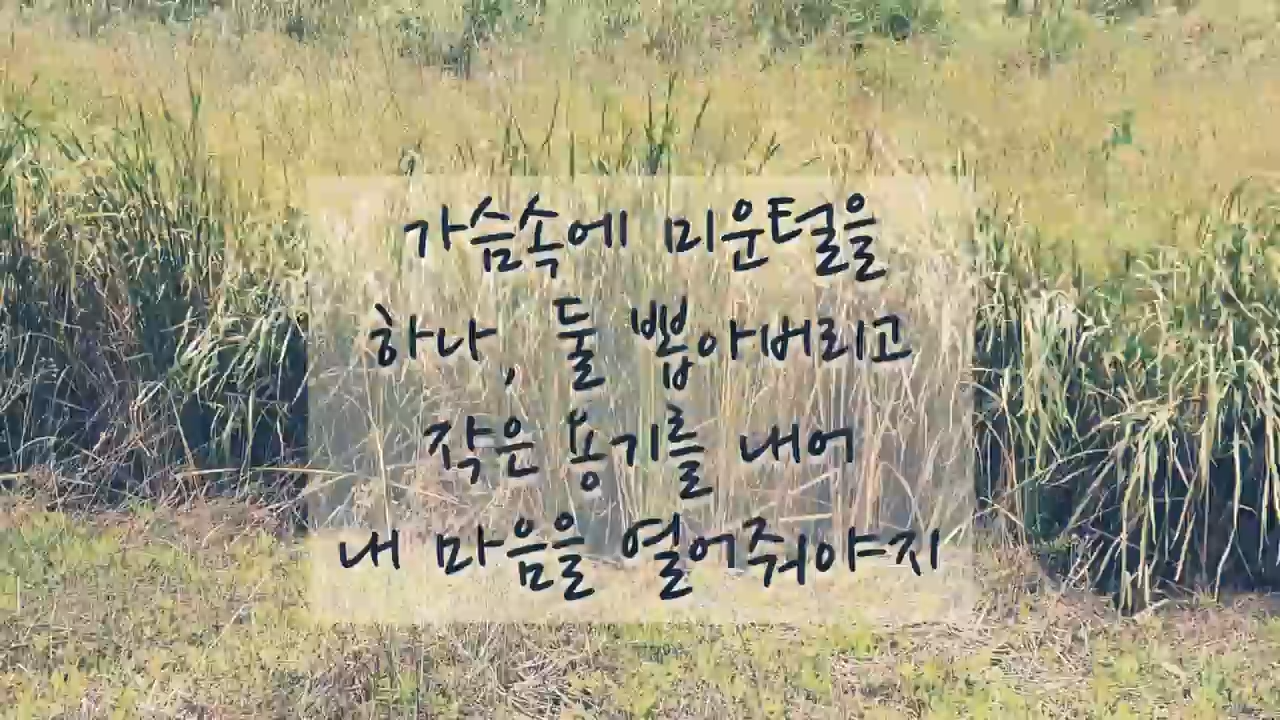 가슴속에 미운털을
하나, 둘 뽑아버리고
작은 용기를 내어
내 마음을 열어줘야지